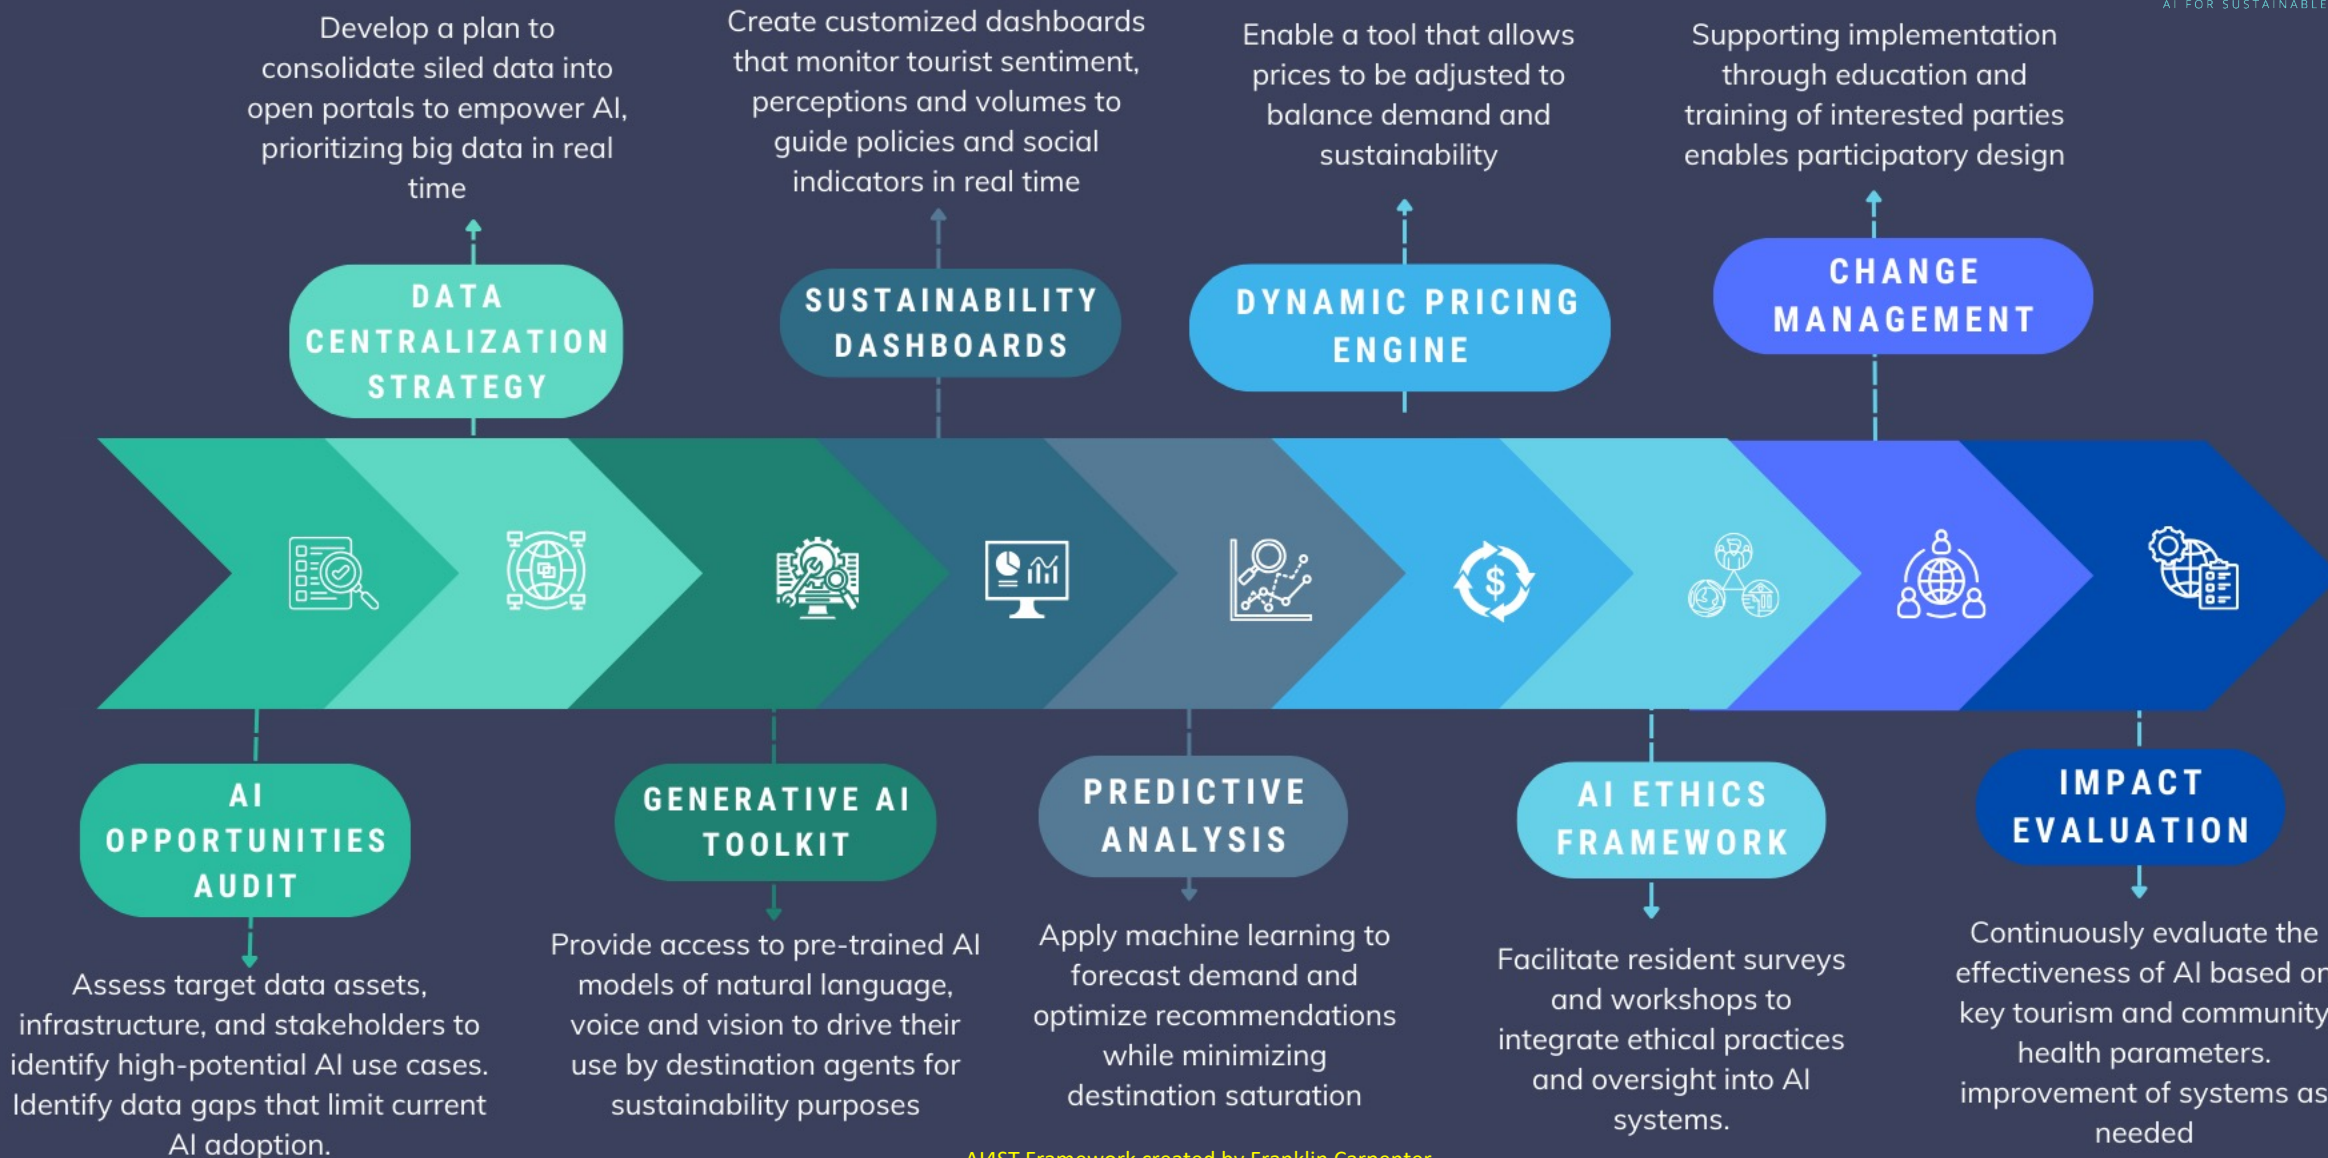 AI FOR SUSTAINABLE
Develop a plan to
consolidate siled data into
open portals to empower AI,
prioritizing big data in real
time
Create customized dashboards
that monitor tourist sentiment,
perceptions and volumes to
guide policies and social
indicators in real time
Enable a tool that allows
prices to be adjusted to
balance demand and
sustainability
Supporting implementation
through education and
training of interested parties
enables participatory design
DATA
CENTRALIZATION
STRATEGY
SUSTAINABILITY
DASHBOARDS
DYNAMIC PRICING
ENGINE
CHANGE
MANAGEMENT
$
AI
OPPORTUNITIES
AUDIT
GENERATIVE AI
TOOLKIT
PREDICTIVE
ANALYSIS
AI ETHICS
FRAMEWORK
IMPACT
EVALUATION
Assess target data assets,
infrastructure, and stakeholders to
identify high-potential AI use cases.
Identify data gaps that limit current
AI adoption.
Provide access to pre-trained AI
models of natural language,
voice and vision to drive their
use by destination agents for
sustainability purposes
Apply machine learning to
forecast demand and
optimize recommendations
while minimizing
destination saturation
Facilitate resident surveys
and workshops to
integrate ethical practices
and oversight into AI
systems.
Continuously evaluate the
effectiveness of AI based on
key tourism and community
health parameters.
improvement of systems as
needed
AI4ST Framework created by Franklin Carpenter